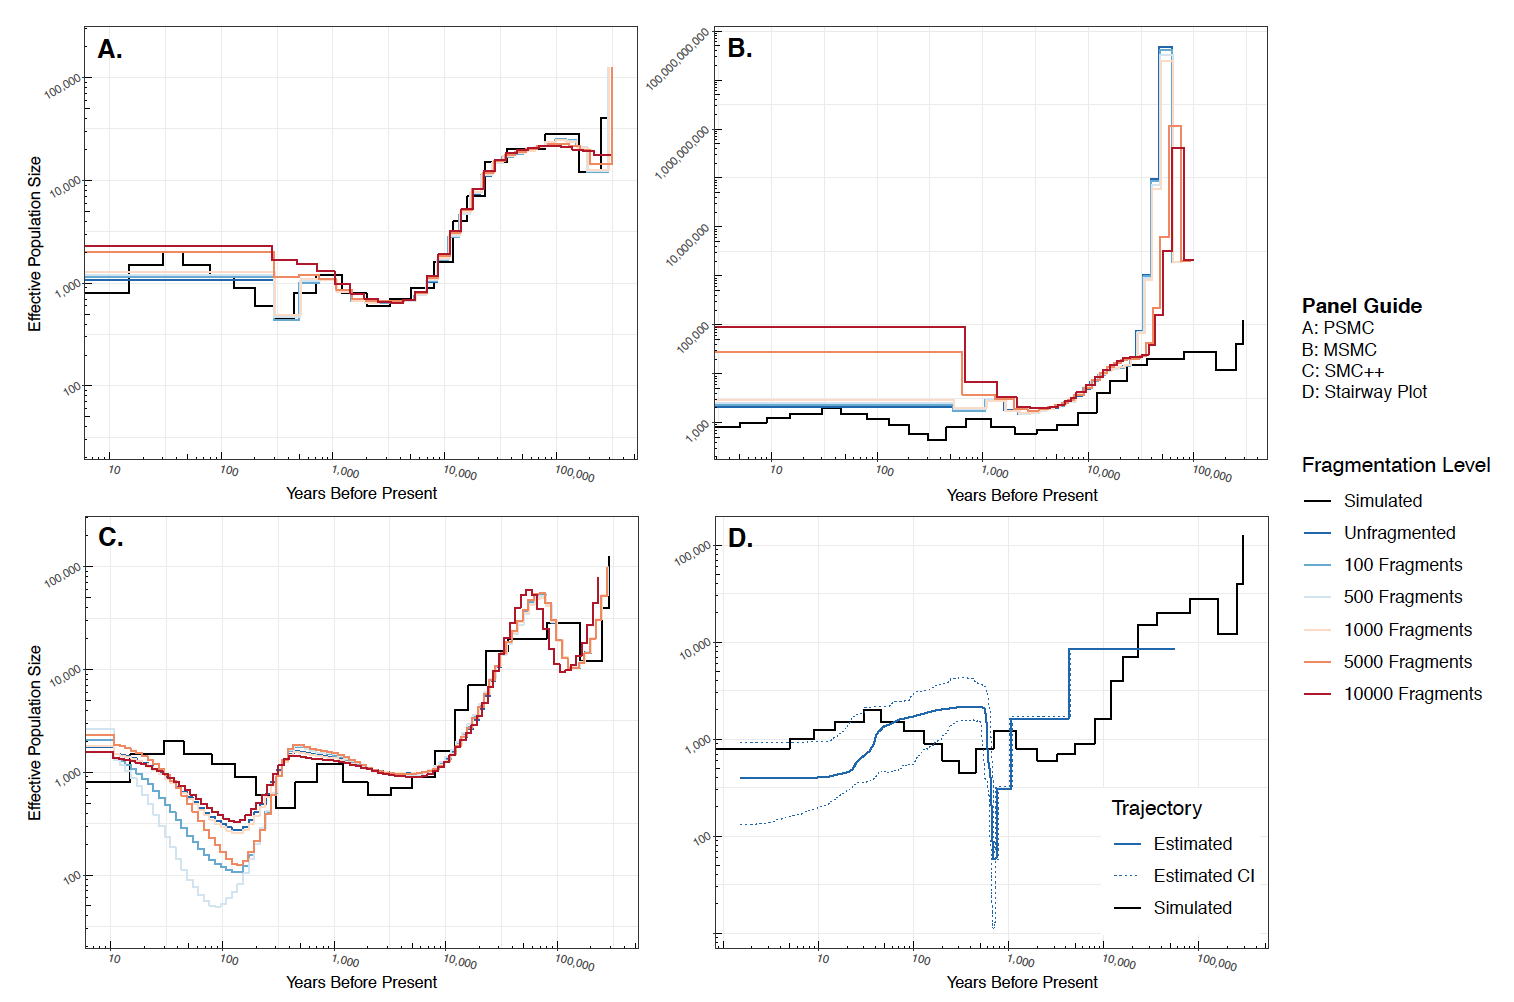 A.
100,000
10,000
1,000
100
Effective Population Size
10
100
1,000
10,000
100,000
Years Before Present
B.
100,000,000,000
1,000,000,000
10,000,000
100,000
1,000
10
100
1,000
10,000
100,000
Years Before Present
C.
100,000
10,000
1,000
100
Effective Population Size
10
100
1,000
10,000
100,000
Years Before Present
D.
100,000
10,000
1,000
100
10
100
1,000
10,000
100,000
Years Before Present
Trajectory
Estimated
Estimated CI
Simulated
Panel Guide
A: PSMC
B: MSMC
C: SMC++
D: Stairway Plot
Fragmentation Level
Simulated
Unfragmented
100 Fragments
500 Fragments
1000 Fragments
5000 Fragments
10000 Fragments